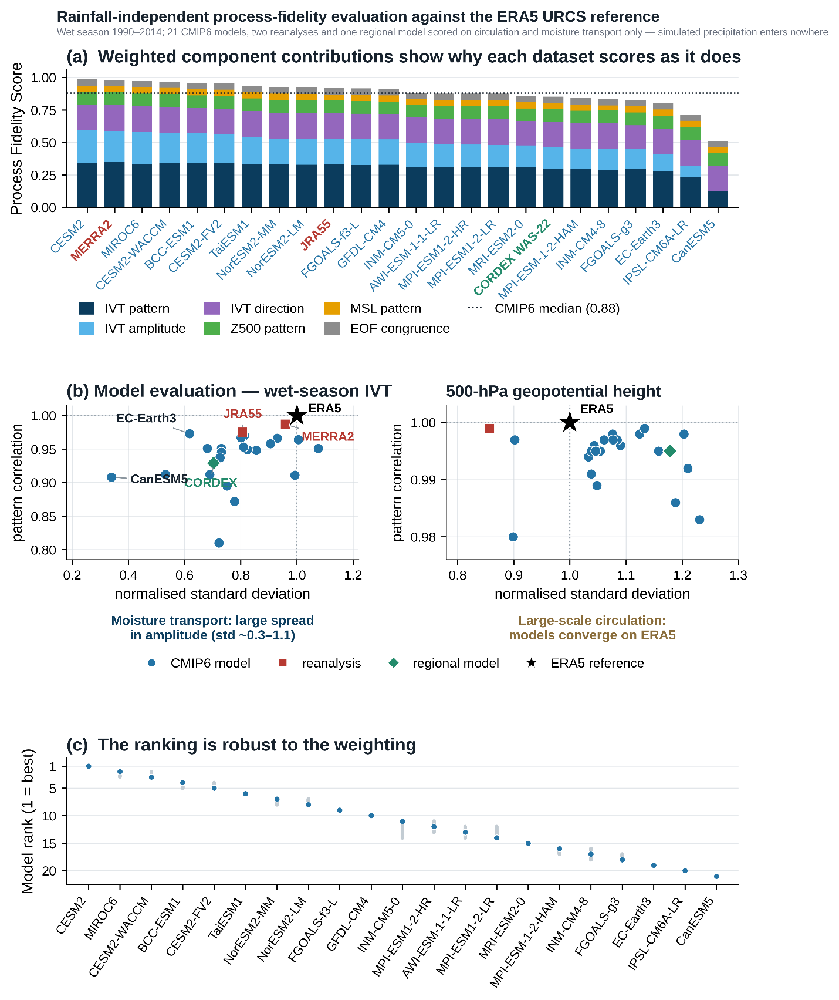 Rainfall-independent process-fidelity evaluation against the ERA5 URCS reference
Wet season 1990–2014; 21 CMIP6 models, two reanalyses and one regional model scored on circulation and moisture transport only — simulated precipitation enters nowhere
(a) Weighted component contributions show why each dataset scores as it does
Process Fidelity Score
1.00
0.75
0.50
0.25
0.00
CESM2
MERRA2
MIROC6
CESM2-WACCM
BCC-ESM1
CESM2-FV2
TaiESM1
NorESM2-MM
NorESM2-LM
JRA55
FGOALS-f3-L
GFDL-CM4
INM-CM5-0
AWI-ESM-1-1-LR
MPI-ESM1-2-HR
MPI-ESM1-2-LR
MRI-ESM2-0
CORDEX WAS-22
MPI-ESM-1-2-HAM
INM-CM4-8
FGOALS-g3
EC-Earth3
IPSL-CM6A-LR
CanESM5
IVT pattern
IVT direction
MSL pattern
CMIP6 median (0.88)
IVT amplitude
Z500 pattern
EOF congruence
(b) Model evaluation — wet-season IVT
pattern correlation
1.00
0.95
0.90
0.85
0.80
EC-Earth3
JRA55
ERA5
MERRA2
CanESM5
CORDEX
0.2
0.4
0.6
0.8
1.0
1.2
normalised standard deviation
Moisture transport: large spread
in amplitude (std ~0.3–1.1)
500-hPa geopotential height
pattern correlation
1.00
0.99
0.98
ERA5
0.8
0.9
1.0
1.1
1.2
1.3
normalised standard deviation
Large-scale circulation:
models converge on ERA5
CMIP6 model
reanalysis
regional model
ERA5 reference
(c) The ranking is robust to the weighting
Model rank (1 = best)
1
5
10
15
20
CESM2
MIROC6
CESM2-WACCM
BCC-ESM1
CESM2-FV2
TaiESM1
NorESM2-MM
NorESM2-LM
FGOALS-f3-L
GFDL-CM4
INM-CM5-0
MPI-ESM1-2-HR
AWI-ESM-1-1-LR
MPI-ESM1-2-LR
MRI-ESM2-0
MPI-ESM-1-2-HAM
INM-CM4-8
FGOALS-g3
EC-Earth3
IPSL-CM6A-LR
CanESM5